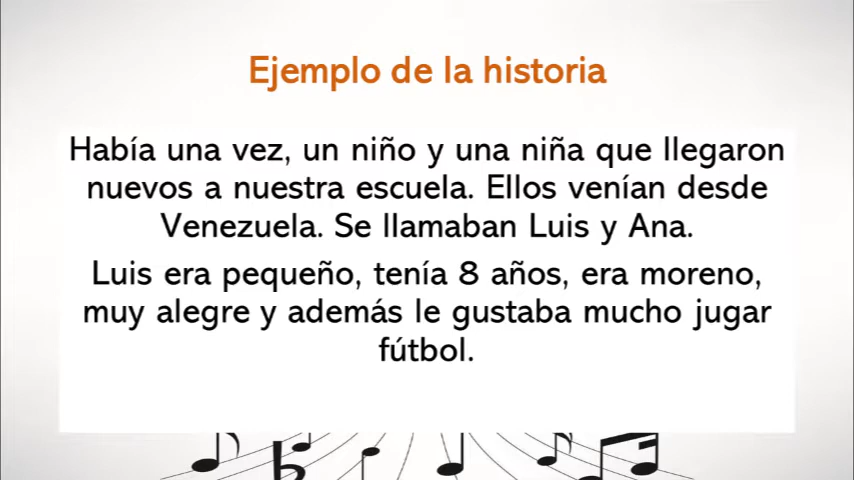 Ejemplo de la historia
Había una vez, un niño y una niña que llegaron
nuevos a nuestra escuela. Ellos venían desde
Venezuela. Se llamaban Luis y Ana.
Luis era pequeño, tenía 8 años, era moreno,
muy alegre y además le gustaba mucho jugar
fútbol.